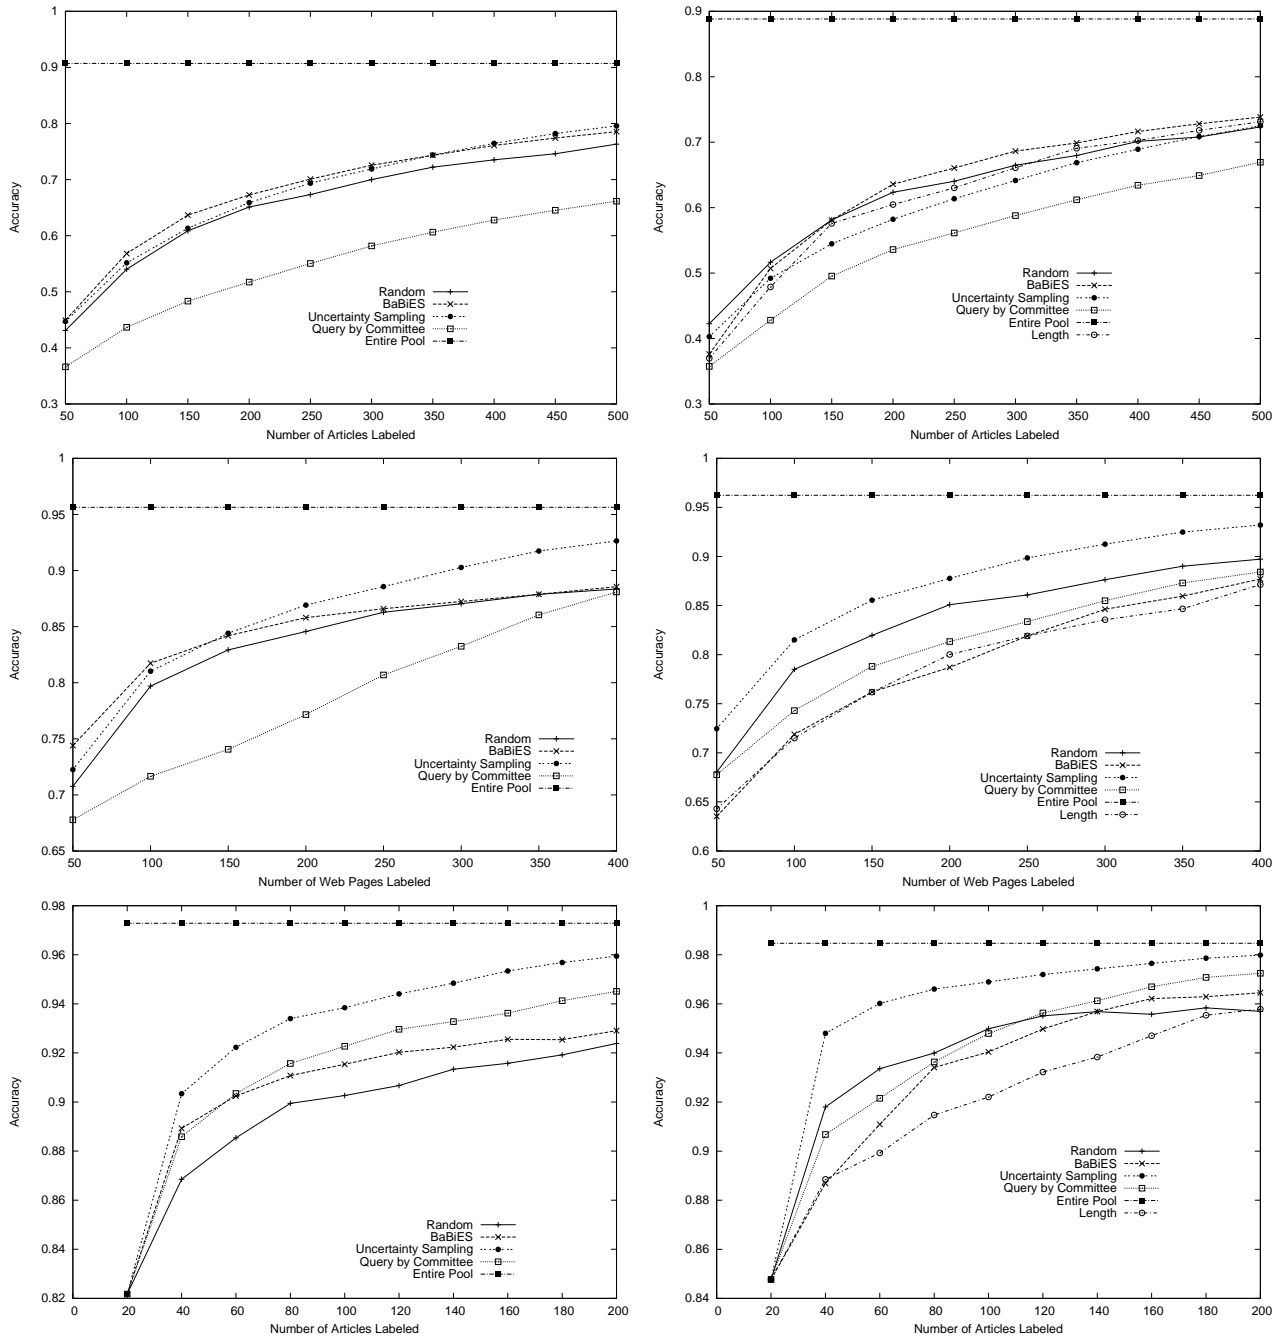 1
0.9
0.8
0.7
0.6
0.5
0.4
0.3
Accuracy
Random
BaBiES
Uncertainty Sampling
Query by Committee
Entire Pool
50 100 150 200 250 300 350 400 450 500
Number of Articles Labeled
0.9
0.8
0.7
0.6
0.5
0.4
0.3
Accuracy
Random
BaBiES
Uncertainty Sampling
Query by Committee
Entire Pool
Length
50 100 150 200 250 300 350 400 450 500
Number of Articles Labeled
1
0.95
0.9
0.85
0.8
0.75
0.7
0.65
Accuracy
Random
BaBiES
Uncertainty Sampling
Query by Committee
Entire Pool
50 100 150 200 250 300 350 400
Number of Web Pages Labeled
1
0.95
0.9
0.85
0.8
0.75
0.7
0.65
0.6
Accuracy
Random
BaBiES
Uncertainty Sampling
Query by Committee
Entire Pool
Length
50 100 150 200 250 300 350 400
Number of Web Pages Labeled
0.98
0.96
0.94
0.92
0.9
0.88
0.86
0.84
0.82
Accuracy
Random
BaBiES
Uncertainty Sampling
Query by Committee
Entire Pool
0 20 40 60 80 100 120 140 160 180 200
Number of Articles Labeled
1
0.98
0.96
0.94
0.92
0.9
0.88
0.86
0.84
Accuracy
Random
BaBiES
Uncertainty Sampling
Query by Committee
Entire Pool
Length
0 20 40 60 80 100 120 140 160 180 200
Number of Articles Labeled